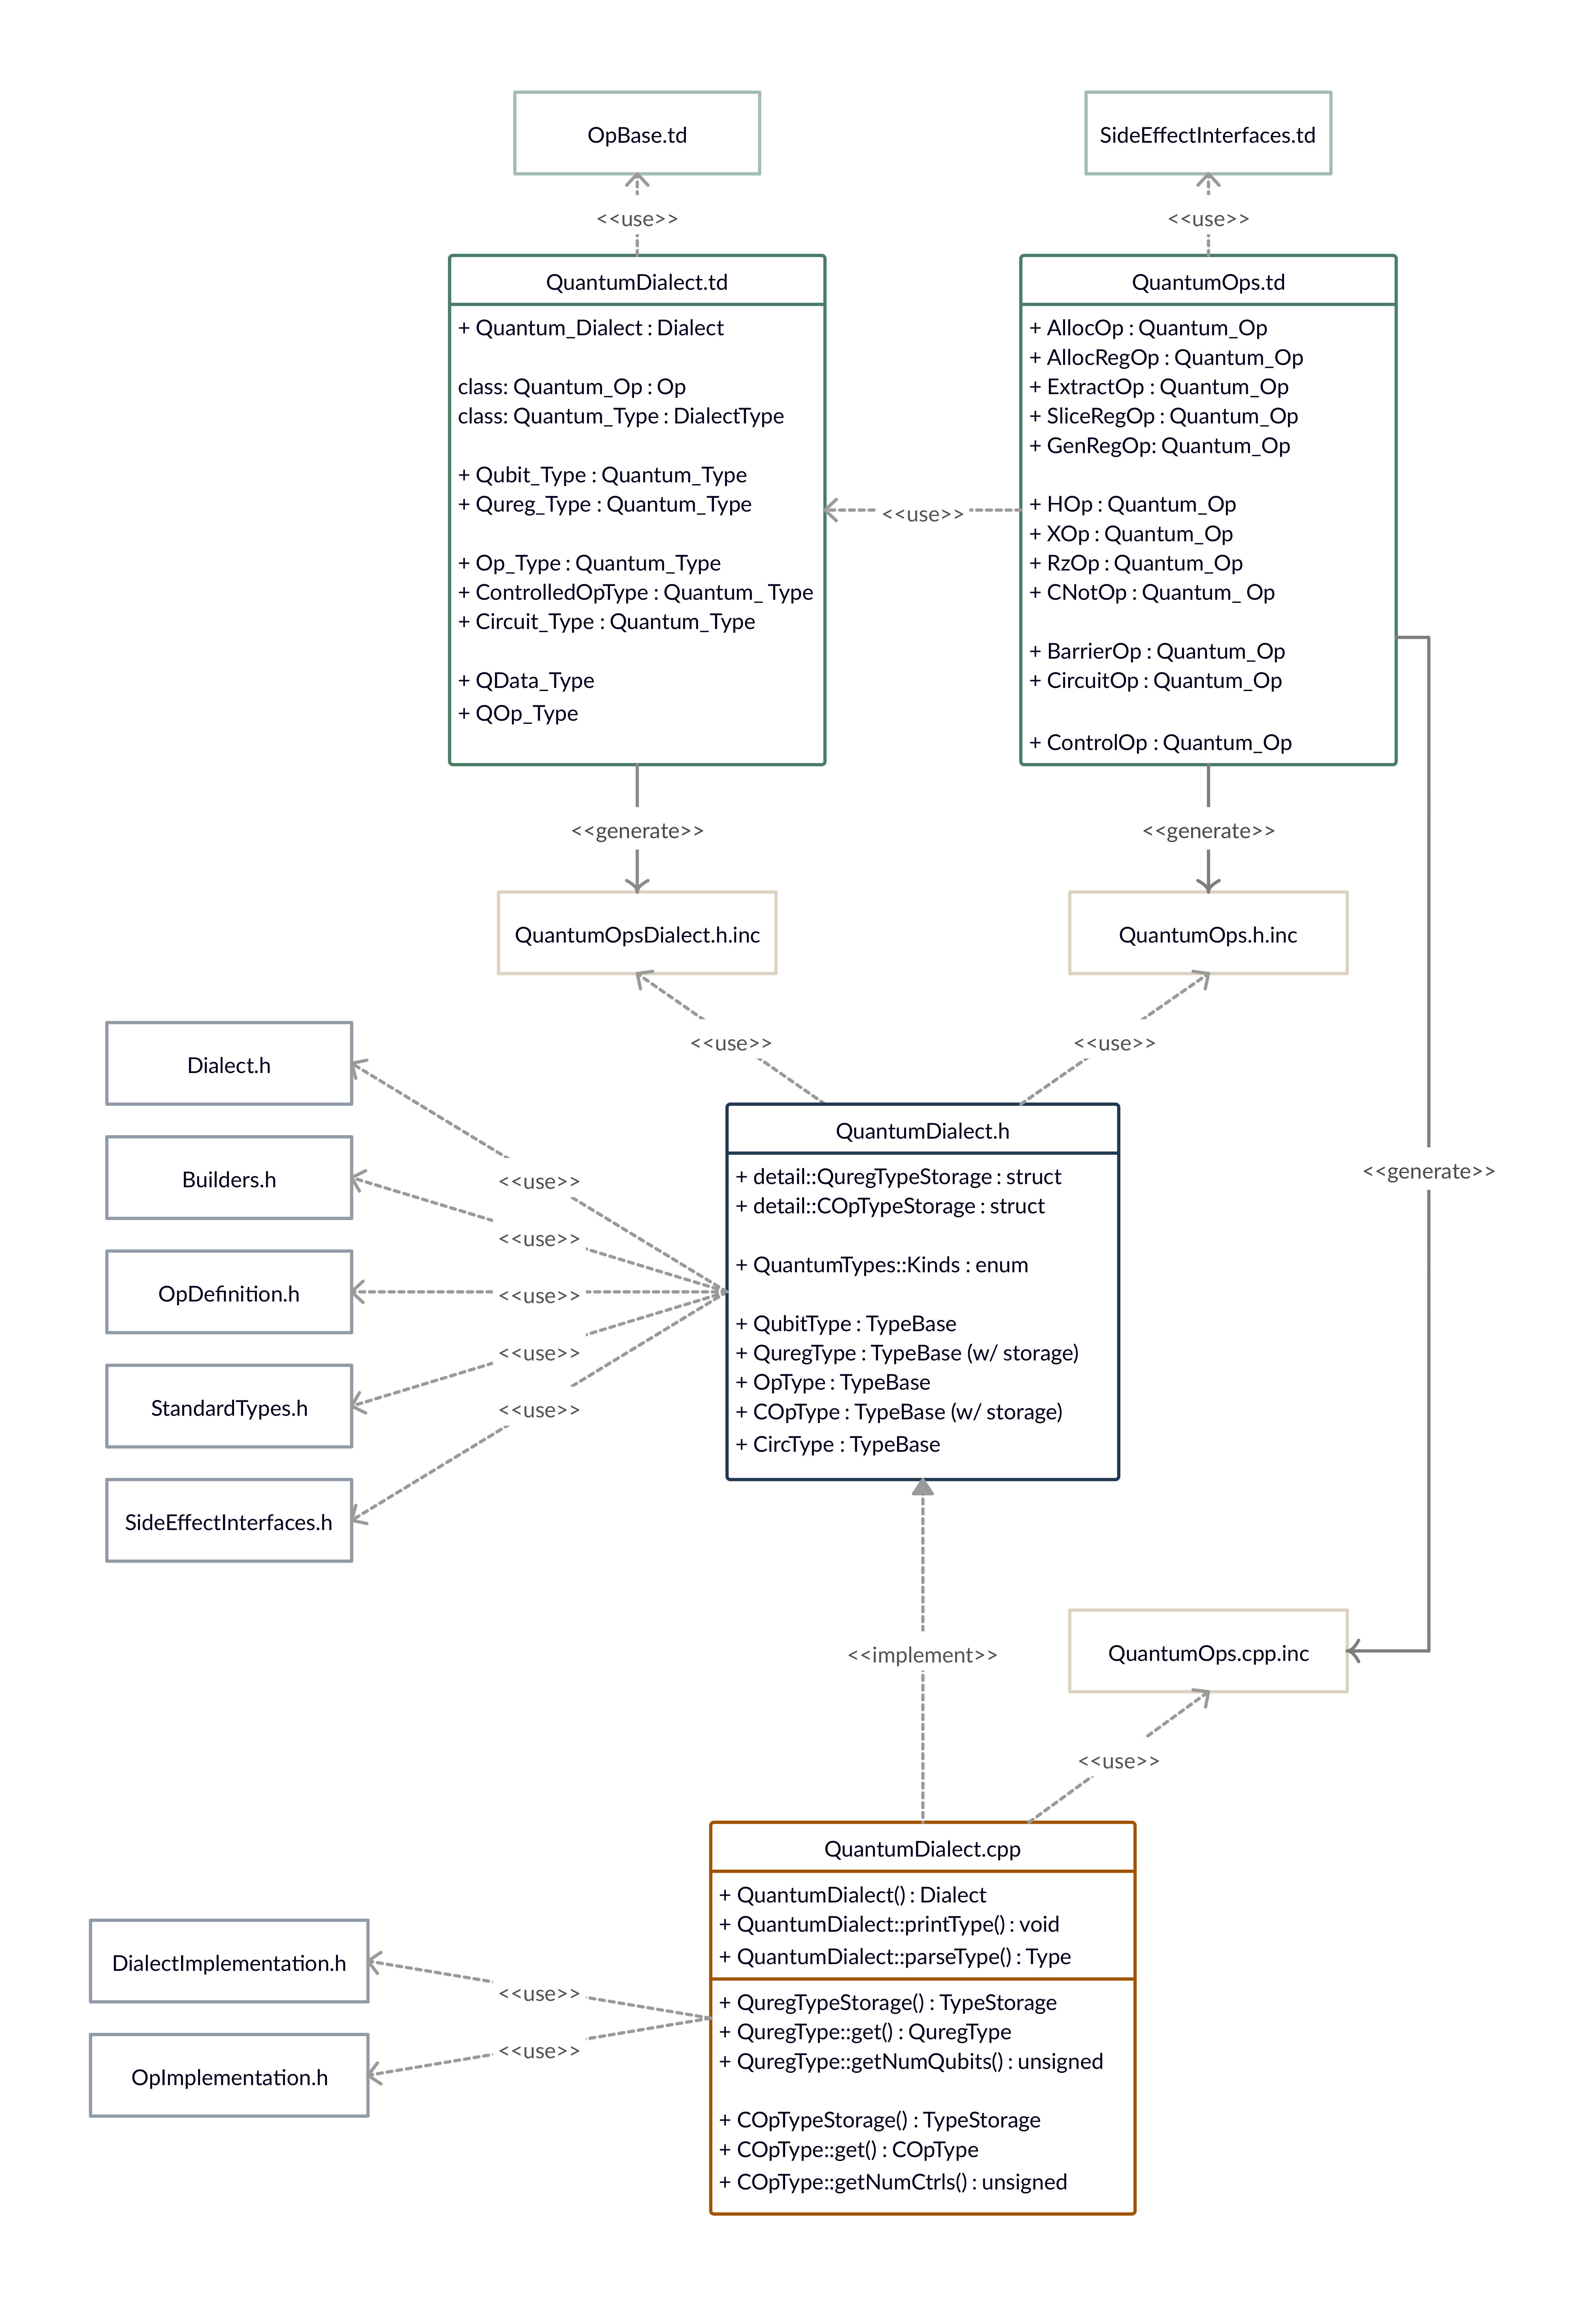 OpBase.td
SideEffectInterfaces.td
<<use>>
<<use>>
QuantumDialect.td
+ Quantum_Dialect : Dialect
class: Quantum_Op : Op
class: Quantum_Type : DialectType
+ Qubit_Type : Quantum_Type
+ Qureg_Type : Quantum_Type
+ Op_Type : Quantum_Type
+ ControlledOpType : Quantum_ Type
+ Circuit_Type : Quantum_Type
+ QData_Type
+ QOp_Type
<<use>>
QuantumOps.td
+ AllocOp : Quantum_Op
+ AllocRegOp : Quantum_Op
+ ExtractOp : Quantum_Op
+ SliceRegOp : Quantum_Op
+ GenRegOp: Quantum_Op
+ HOp : Quantum_Op
+ XOp : Quantum_Op
+ RzOp : Quantum_Op
+ CNotOp : Quantum_ Op
+ BarrierOp : Quantum_Op
+ CircuitOp : Quantum_Op
+ ControlOp : Quantum_Op
<<generate>>
<<generate>>
QuantumOpsDialect.h.inc
QuantumOps.h.inc
<<use>>
<<use>>
Dialect.h
Builders.h
OpDefinition.h
StandardTypes.h
SideEffectInterfaces.h
<<use>>
<<use>>
<<use>>
<<use>>
<<use>>
QuantumDialect.h
+ detail::QuregTypeStorage : struct
+ detail::COpTypeStorage : struct
+ QuantumTypes::Kinds : enum
+ QubitType : TypeBase
+ QuregType : TypeBase (w/ storage)
+ OpType : TypeBase
+ COpType : TypeBase (w/ storage)
+ CircType : TypeBase
<<generate>>
<<implement>>
QuantumOps.cpp.inc
<<use>>
QuantumDialect.cpp
+ QuantumDialect() : Dialect
+ QuantumDialect::printType() : void
+ QuantumDialect::parseType() : Type
+ QuregTypeStorage() : TypeStorage
+ QuregType::get() : QuregType
+ QuregType::getNumQubits() : unsigned
+ COpTypeStorage() : TypeStorage
+ COpType::get() : COpType
+ COpType::getNumCtrls() : unsigned
DialectImplementation.h
OpImplementation.h
<<use>>
<<use>>